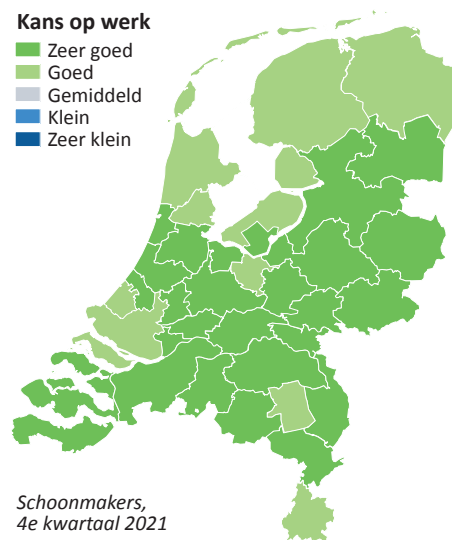 Kans op werk
Zeer goed
Goed
Gemiddeld
Klein
Zeer klein
Schoonmakers,
4e kwartaal 2021